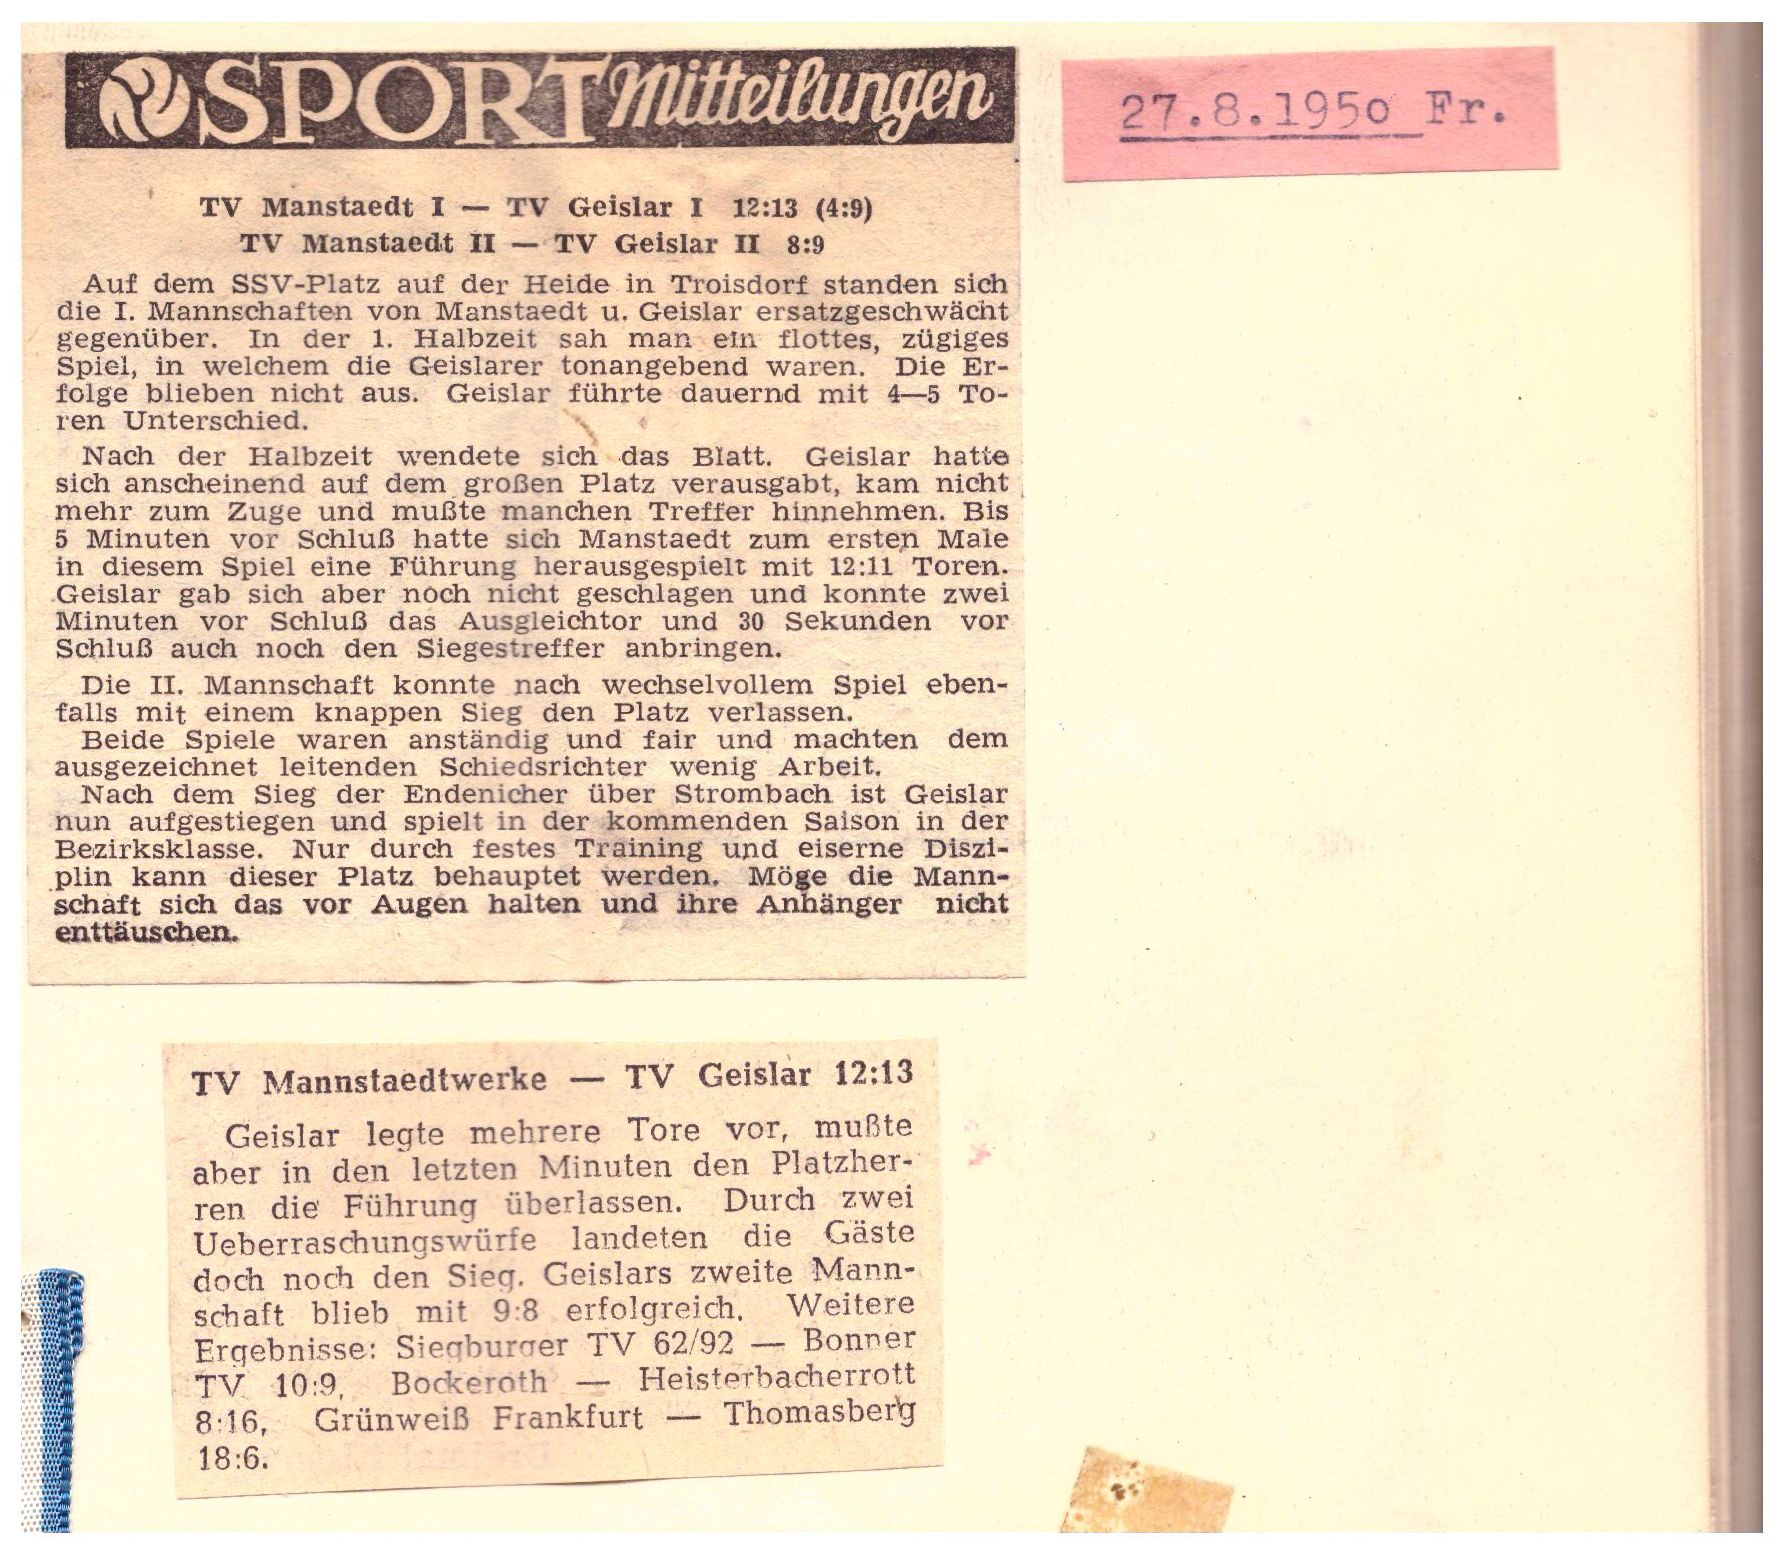 SPORT Mitteilungen
27.8.1950 Fr.
TV Manstaedt I — TV Geislar I 12:13 (4:9)
TV Manstaedt II — TV Geislar II 8:9
Auf dem SSV-Platz auf der Heide in Troisdorf standen sich
die I. Mannschaften von Manstaedt u. Geislar ersatzgeschwächt
gegenüber. In der 1. Halbzeit sah man ein flottes, zügiges
Spiel, in welchem die Geislarer tonangebend waren. Die Er-
folge blieben nicht aus. Geislar führte dauernd mit 4—5 To-
ren Unterschied.
Nach der Halbzeit wendete sich das Blatt. Geislar hatte
sich anscheinend auf dem großen Platz verausgabt, kam nicht
mehr zum Zuge und mußte manchen Treffer hinnehmen. Bis
5 Minuten vor Schluß hatte sich Manstaedt zum ersten Male
in diesem Spiel eine Führung herausgespielt mit 12:11 Toren.
Geislar gab sich aber noch nicht geschlagen und konnte zwei
Minuten vor Schluß das Ausgleichtor und 30 Sekunden vor
Schluß auch noch den Siegestreffer anbringen.
Die II. Mannschaft konnte nach wechselvollem Spiel eben-
falls mit einem knappen Sieg den Platz verlassen.
Beide Spiele waren anständig und fair und machten dem
ausgezeichnet leitenden Schiedsrichter wenig Arbeit.
Nach dem Sieg der Endenicher über Strombach ist Geislar
nun aufgestiegen und spielt in der kommenden Saison in der
Bezirksklasse. Nur durch festes Training und eiserne Diszi-
plin kann dieser Platz behauptet werden. Möge die Mann-
schaft sich das vor Augen halten und ihre Anhänger nicht
enttäuschen.
TV Mannstaedtwerke — TV Geislar 12:13
Geislar legte mehrere Tore vor, mußte
aber in den letzten Minuten den Platzher-
ren die Führung überlassen. Durch zwei
Ueberraschungswürfe landeten die Gäste
doch noch den Sieg. Geislars zweite Mann-
schaft blieb mit 9:8 erfolgreich. Weitere
Ergebnisse: Siegburger TV 62/92 — Bonner
TV 10:9, Bockeroth — Heisterbacherrott
8:16, Grünweiß Frankfurt — Thomasberg
18:6.